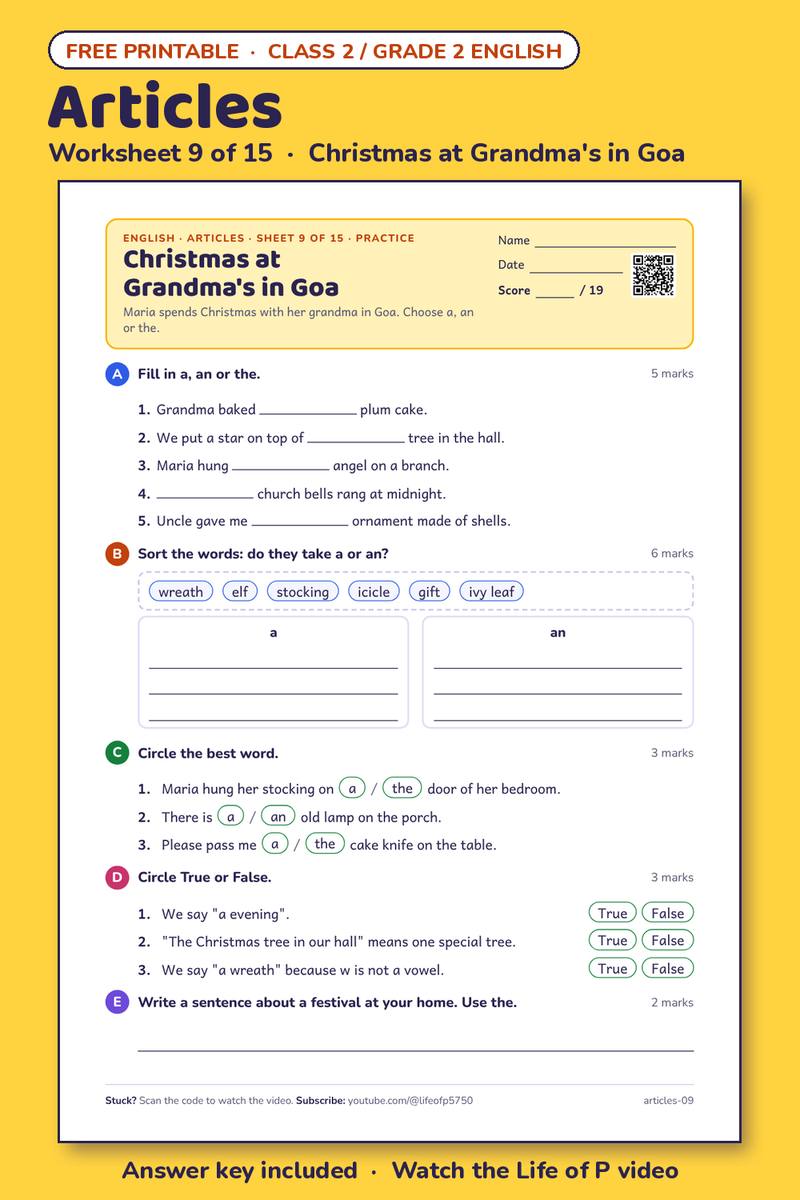 FREE PRINTABLE · CLASS 2 / GRADE 2 ENGLISH
Articles
Worksheet 9 of 15 · Christmas at Grandma's in Goa
ENGLISH · ARTICLES · SHEET 9 OF 15 · PRACTICE
Christmas at
Grandma's in Goa
Maria spends Christmas with her grandma in Goa. Choose a, an
or the.
Name ____________
Date ____________
Score ______ / 19
A Fill in a, an or the. 5 marks
1. Grandma baked ____________ plum cake.
2. We put a star on top of ____________ tree in the hall.
3. Maria hung ____________ angel on a branch.
4. ____________ church bells rang at midnight.
5. Uncle gave me ____________ ornament made of shells.
B Sort the words: do they take a or an? 6 marks
wreath elf stocking icicle gift ivy leaf
a an
C Circle the best word. 3 marks
1. Maria hung her stocking on a / the door of her bedroom.
2. There is a / an old lamp on the porch.
3. Please pass me a / the cake knife on the table.
D Circle True or False. 3 marks
1. We say "a evening". True False
2. "The Christmas tree in our hall" means one special tree. True False
3. We say "a wreath" because w is not a vowel. True False
E Write a sentence about a festival at your home. Use the. 2 marks
Stuck? Scan the code to watch the video. Subscribe: youtube.com/@lifeofp5750 articles-09
Answer key included · Watch the Life of P video